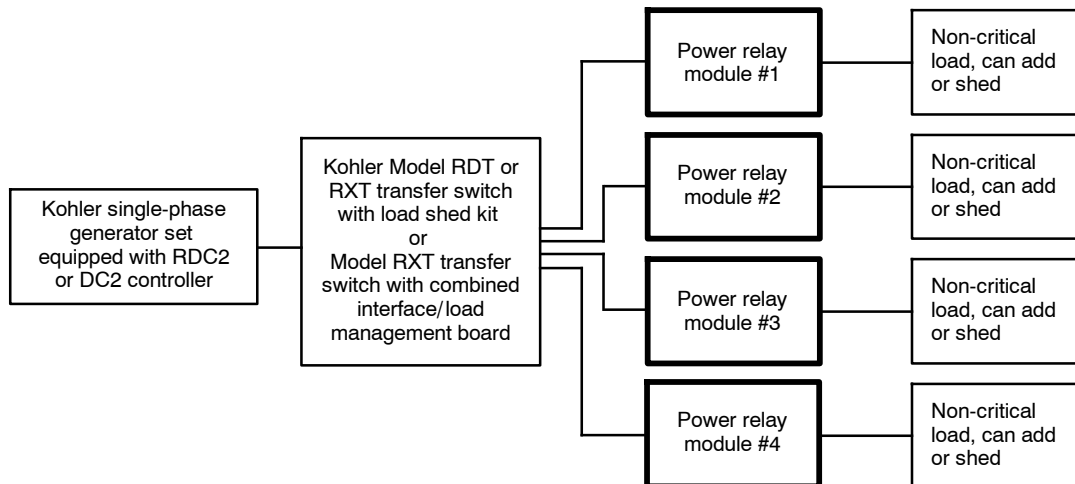 Kohler single-phase
generator set
equipped with RDC2
or DC2 controller
Kohler Model RDT or
RXT transfer switch
with load shed kit
or
Model RXT transfer
switch with combined
interface/load
management board
Power relay
module #1
Non-critical
load, can add
or shed
Power relay
module #2
Non-critical
load, can add
or shed
Power relay
module #3
Non-critical
load, can add
or shed
Power relay
module #4
Non-critical
load, can add
or shed